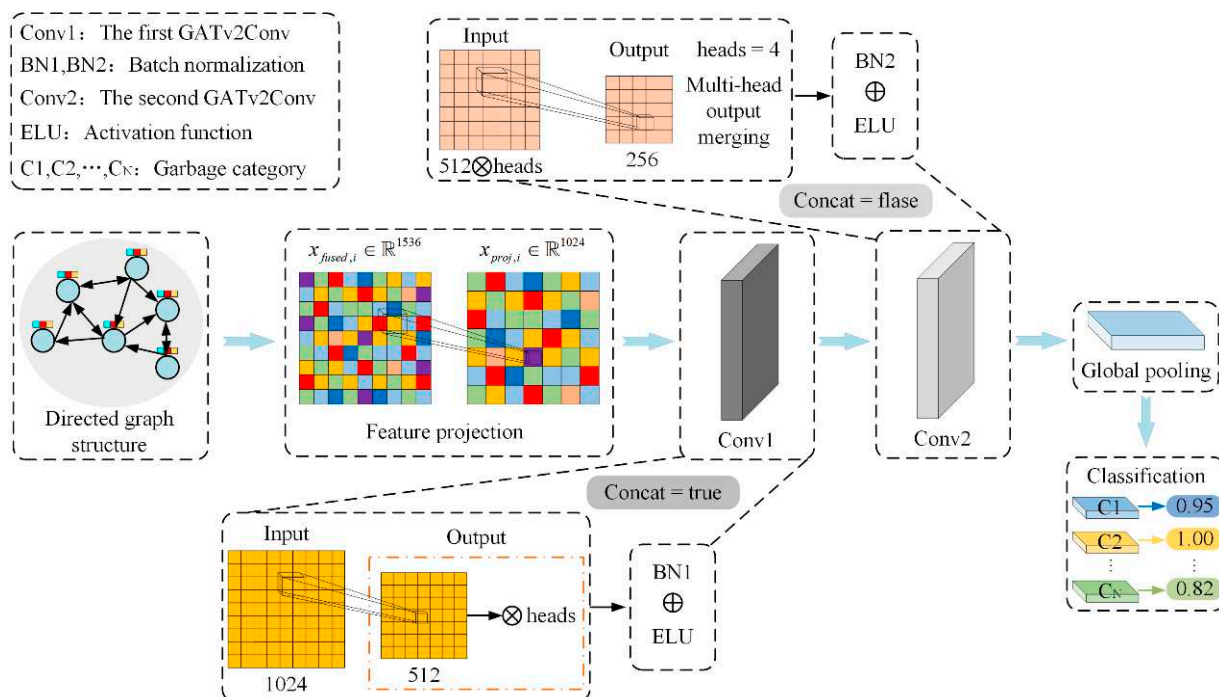 Conv1：The first GATv2Conv
BN1,BN2：Batch normalization
Conv2：The second GATv2Conv
ELU：Activation function
C1,C2,⋯,CN：Garbage category
Input
Output
heads = 4
Multi-head
output
merging
512⊗heads
256
BN2
⊕
ELU
Concat = flase
Directed graph
structure
x_fused,i ∈ ℝ^1536
x_proj,i ∈ ℝ^1024
Feature projection
Conv1
Conv2
Global pooling
Concat = true
Input
Output
⊗ heads
1024
512
BN1
⊕
ELU
Classification
C1 0.95
C2 1.00
⋮ ⋮
CN 0.82